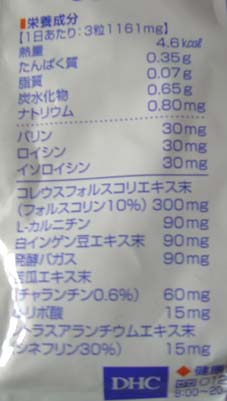 ■栄養成分
【1日あたり:3粒1161mg】
熱量 4.6kcal
たんぱく質 0.35g
脂質 0.07g
炭水化物 0.65g
ナトリウム 0.80mg
バリン 30mg
ロイシン 30mg
イソロイシン 30mg
コレウスフォルスコリエキス末
(フォルスコリン10%) 300mg
L-カルニチン 90mg
白インゲン豆エキス末 90mg
発酵バガス 90mg
苦瓜エキス末
(チャランチン0.6%) 60mg
リポ酸 15mg
トラスアランチウムエキス末
シネフリン30%) 15mg
DHC
健康
012
9:00~20